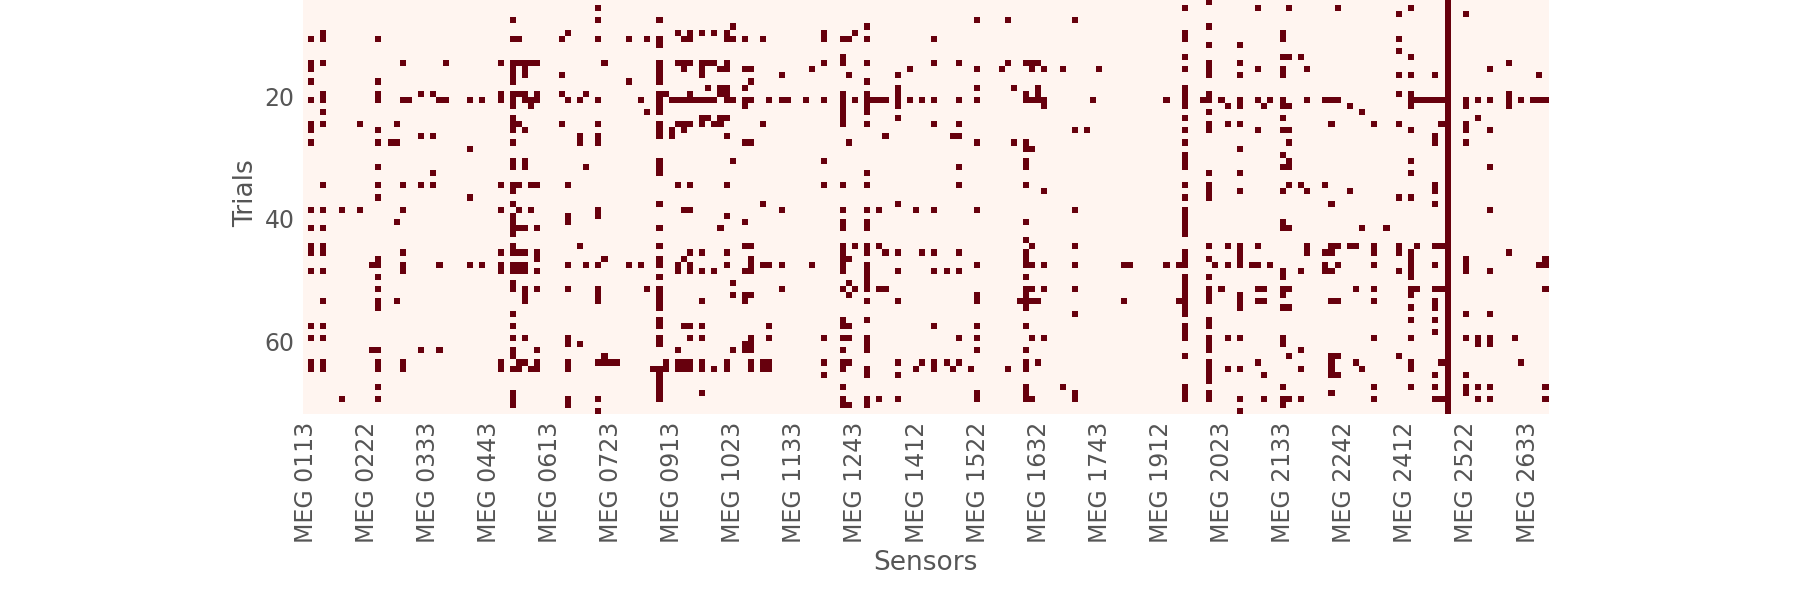 20
40
60
Trials
MEG 0113
MEG 0222
MEG 0333
MEG 0443
MEG 0613
MEG 0723
MEG 0913
MEG 1023
MEG 1133
MEG 1243
MEG 1412
MEG 1522
MEG 1632
MEG 1743
MEG 1912
MEG 2023
MEG 2133
MEG 2242
MEG 2412
MEG 2522
MEG 2633
Sensors